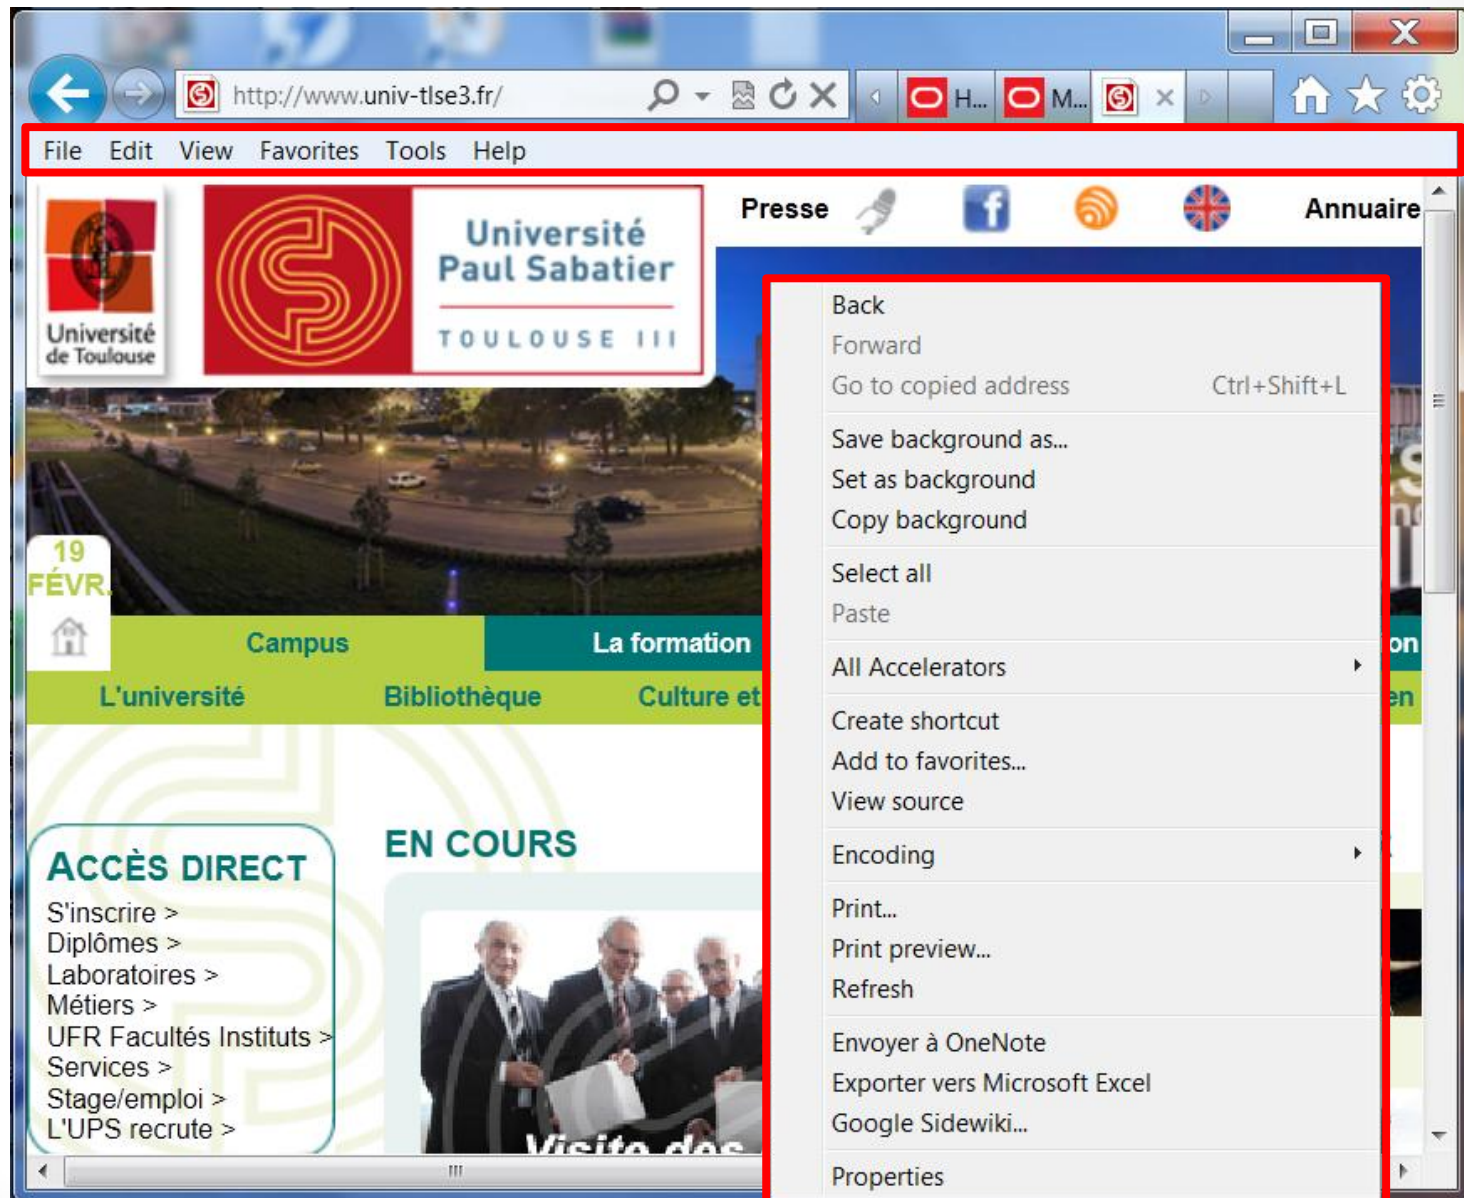 http://www.univ-tlse3.fr/
H...
M...
File Edit View Favorites Tools Help
Université
de Toulouse
Université
Paul Sabatier
TOULOUSE III
Presse
Annuaire
19
FÉVR.
Campus
La formation
on
L'université
Bibliothèque
Culture et
en
ACCÈS DIRECT
S'inscrire >
Diplômes >
Laboratoires >
Métiers >
UFR Facultés Instituts >
Services >
Stage/emploi >
L'UPS recrute >
EN COURS
Visite des
Back
Forward
Go to copied address Ctrl+Shift+L
Save background as...
Set as background
Copy background
Select all
Paste
All Accelerators
Create shortcut
Add to favorites...
View source
Encoding
Print...
Print preview...
Refresh
Envoyer à OneNote
Exporter vers Microsoft Excel
Google Sidewiki...
Properties